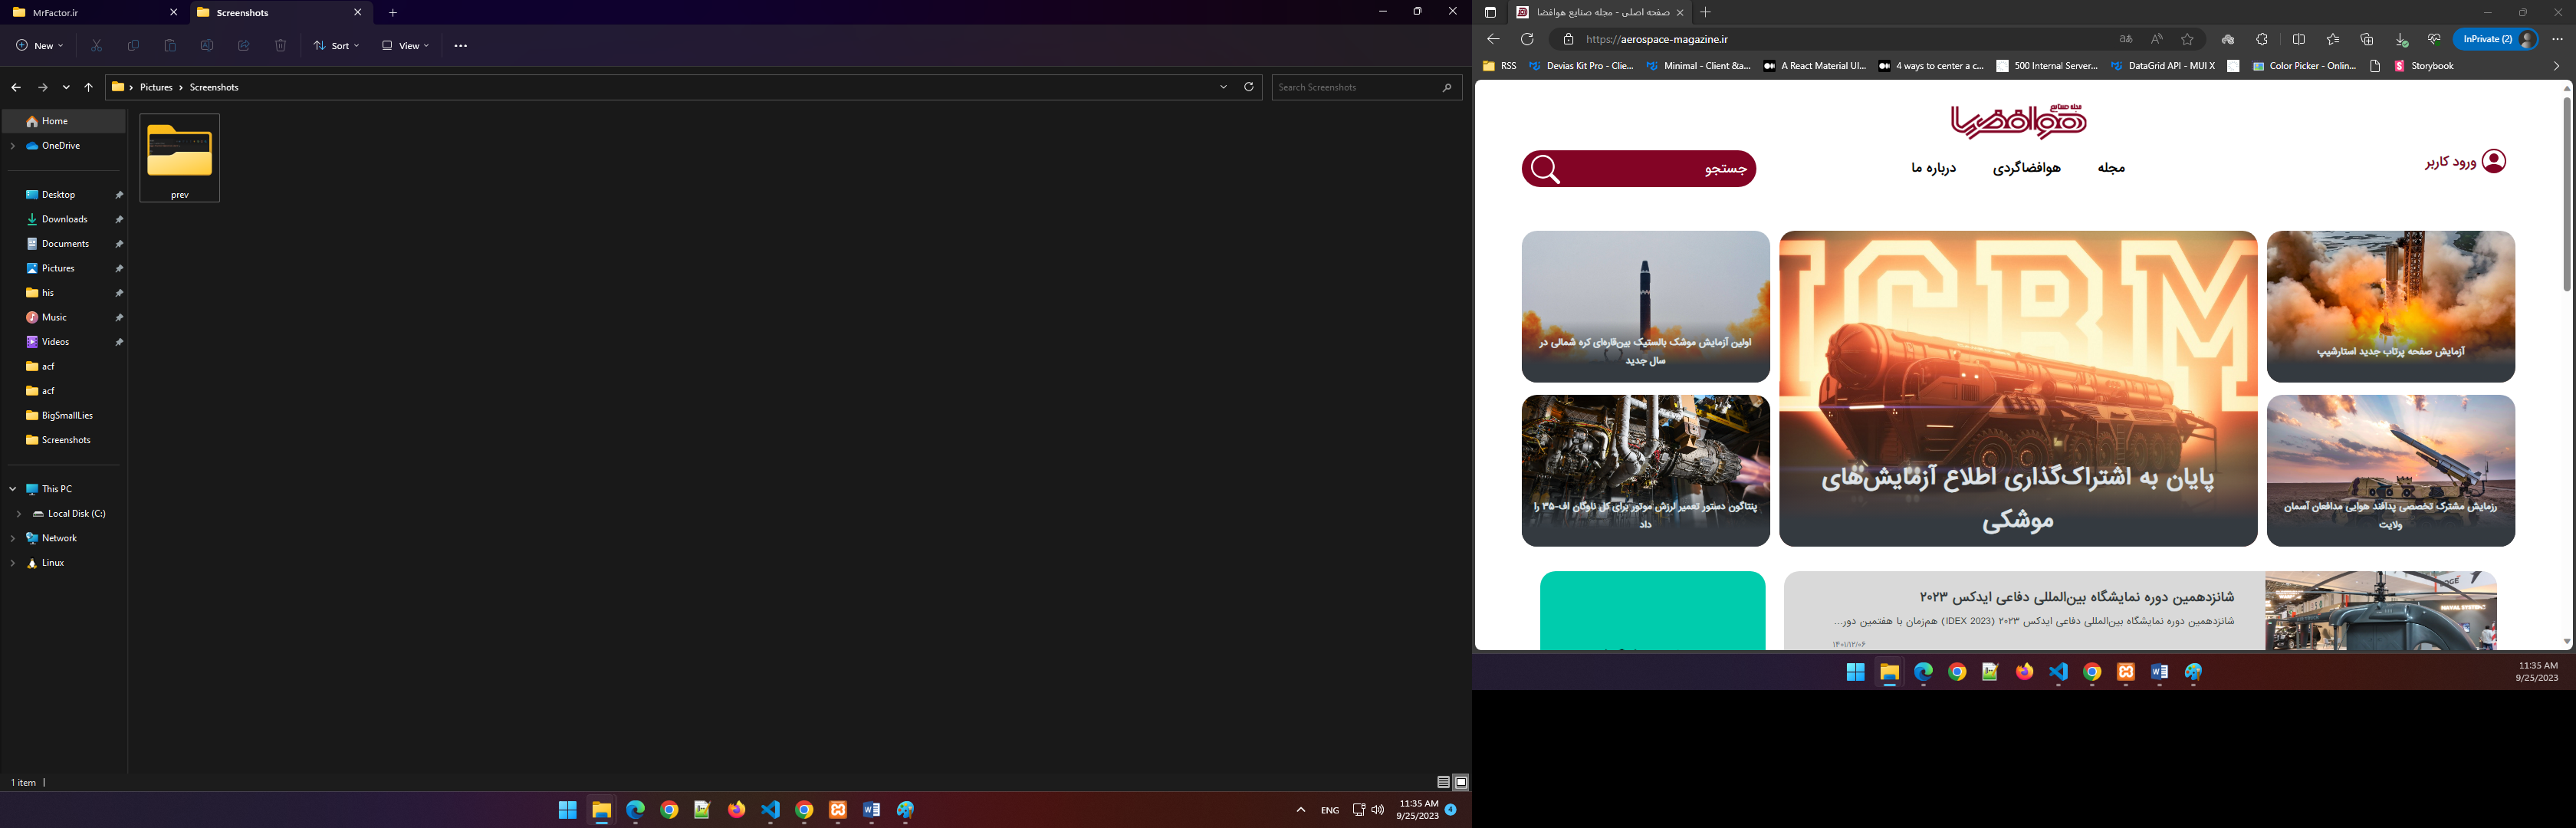 MrFactor.ir
Screenshots
New
Sort
View
Pictures
Screenshots
Search Screenshots
Home
OneDrive
Desktop
Downloads
Documents
Pictures
his
Music
Videos
acf
acf
BigSmallLies
Screenshots
This PC
Local Disk (C:)
Network
Linux
prev
1 item
ENG
11:35 AM
9/25/2023
4
صفحه اصلی - مجله صنایع هوافضا
https://aerospace-magazine.ir
InPrivate (2)
RSS
Devias Kit Pro - Clie...
Minimal - Client &a...
A React Material UI...
4 ways to center a c...
500 Internal Server...
DataGrid API - MUI X
Color Picker - Onlin...
Storybook
مجله صنایع
هوافضا
ورود کاربر
مجله
هوافضاگردی
درباره ما
جستجو
آزمایش صفحه پرتاب جدید استارشیپ
ICBM
پایان به اشتراک‌گذاری اطلاع آزمایش‌های
موشکی
اولین آزمایش موشک بالستیک بین‌قاره‌ای کره شمالی در
سال جدید
رزمایش مشترک تخصصی پدافند هوایی مدافعان آسمان
ولایت
پنتاگون دستور تعمیر لرزش موتور برای کل ناوگان اف-۳۵ را
داد
شانزدهمین دوره نمایشگاه بین‌المللی دفاعی ایدکس ۲۰۲۳
شانزدهمین دوره نمایشگاه بین‌المللی دفاعی ایدکس ۲۰۲۳ (IDEX 2023) هم‌زمان با هفتمین دور...
۱۴۰۱/۱۲/۰۶
EDGE
NAVAL SYSTEMS
11:35 AM
9/25/2023